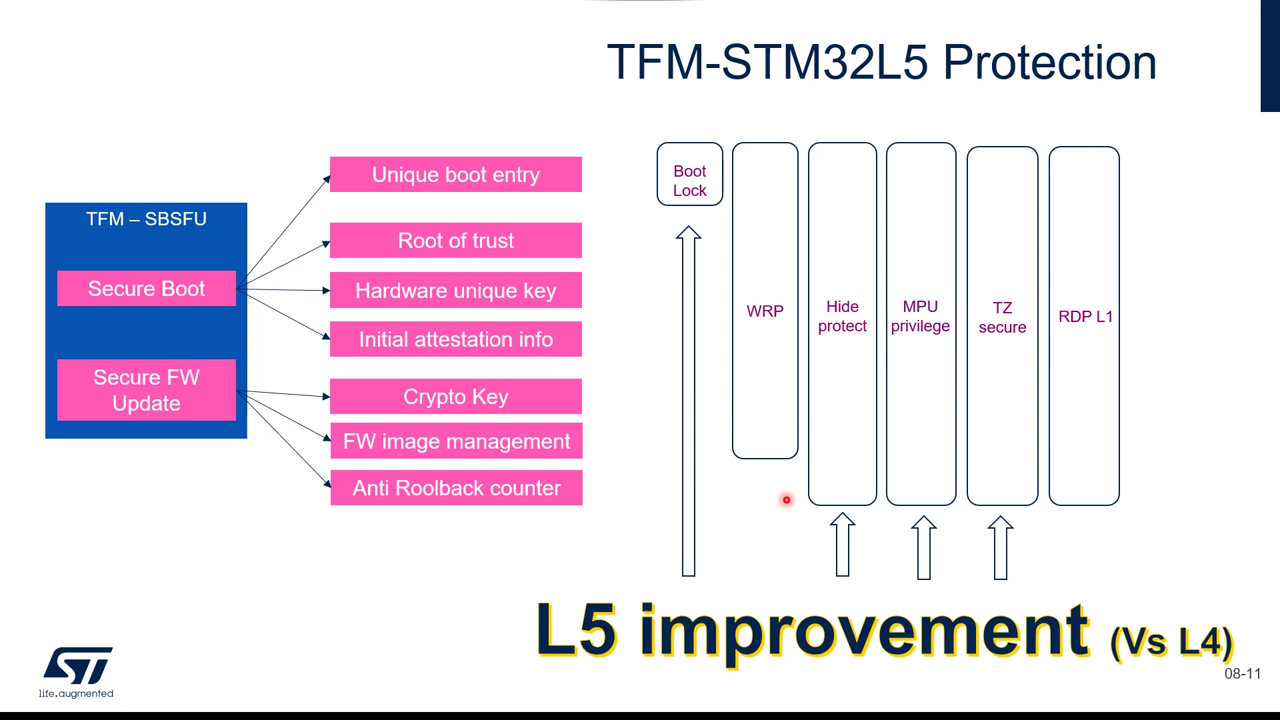 TFM-STM32L5 Protection
TFM – SBSFU
Secure Boot
Secure FW
Update
Unique boot entry
Root of trust
Hardware unique key
Initial attestation info
Crypto Key
FW image management
Anti Roolback counter
Boot
Lock
WRP
Hide
protect
MPU
privilege
TZ
secure
RDP L1
L5 improvement (Vs L4)
ST
life.augmented
08-11